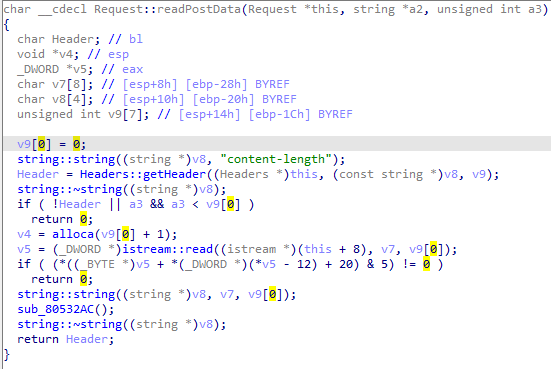 char __cdecl Request::readPostData(Request *this, string *a2, unsigned int a3)
{
char Header; // bl
void *v4; // esp
_DWORD *v5; // eax
char v7[8]; // [esp+8h] [ebp-28h] BYREF
char v8[4]; // [esp+10h] [ebp-20h] BYREF
unsigned int v9[7]; // [esp+14h] [ebp-1Ch] BYREF
v9[0] = 0;
string::string((string *)v8, "content-length");
Header = Headers::getHeader((Headers *)this, (const string *)v8, v9);
string::~string((string *)v8);
if ( !Header || a3 && a3 < v9[0] )
return 0;
v4 = alloca(v9[0] + 1);
v5 = (_DWORD *)istream::read((istream *)(this + 8), v7, v9[0]);
if ( (*((_BYTE *)v5 + *(_DWORD *)(*v5 - 12) + 20) & 5) != 0 )
return 0;
string::string((string *)v8, v7, v9[0]);
sub_80532AC();
string::~string((string *)v8);
return Header;
}